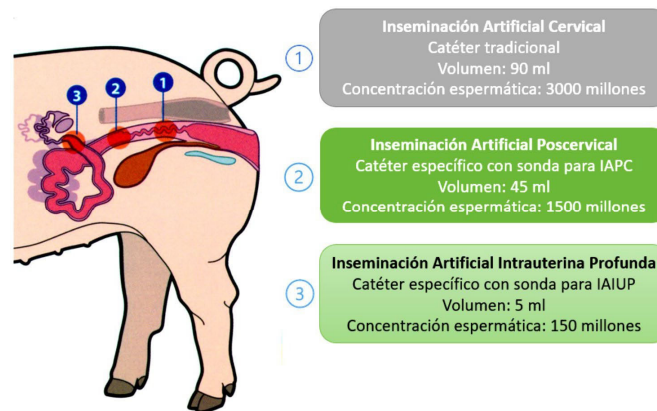 3
2
1
1
Inseminación Artificial Cervical
Catéter tradicional
Volumen: 90 ml
Concentración espermática: 3000 millones
2
Inseminación Artificial Poscervical
Catéter específico con sonda para IAPC
Volumen: 45 ml
Concentración espermática: 1500 millones
3
Inseminación Artificial Intrauterina Profunda
Catéter específico con sonda para IAIUP
Volumen: 5 ml
Concentración espermática: 150 millones